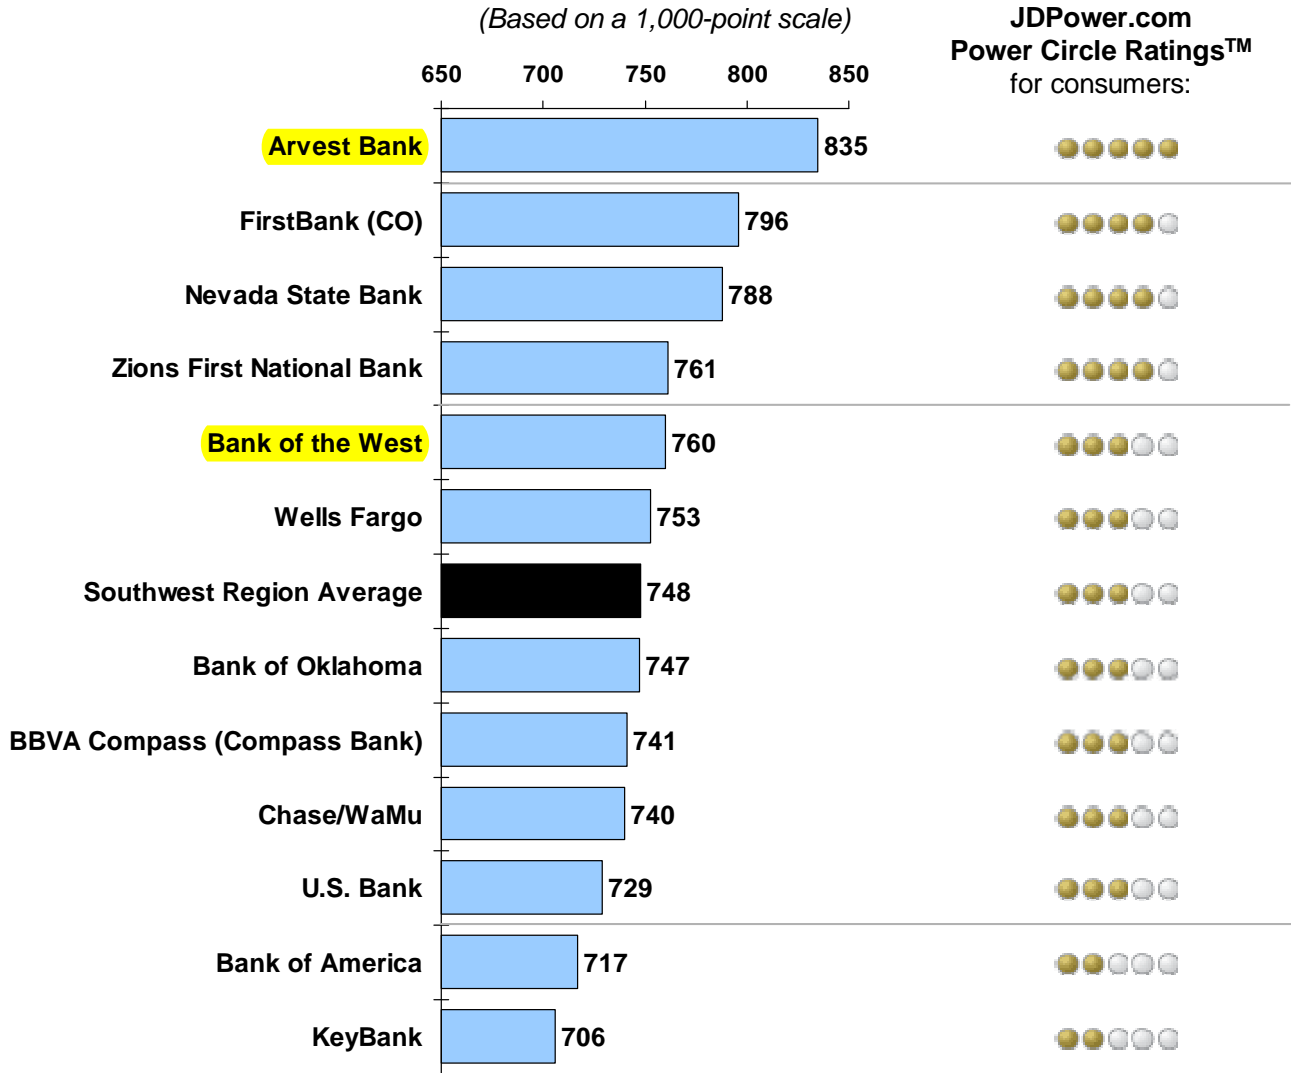 (Based on a 1,000-point scale)
JDPower.com
Power Circle Ratings™
for consumers:
650 700 750 800 850
Arvest Bank 835
FirstBank (CO) 796
Nevada State Bank 788
Zions First National Bank 761
Bank of the West 760
Wells Fargo 753
Southwest Region Average 748
Bank of Oklahoma 747
BBVA Compass (Compass Bank) 741
Chase/WaMu 740
U.S. Bank 729
Bank of America 717
KeyBank 706